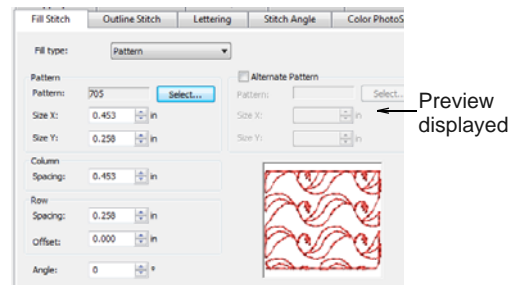 Fill Stitch Outline Stitch Lettering Stitch Angle Color PhotoS
Fill type: Pattern
Pattern
Pattern: 705 Select...
Size X: 0.453 in
Size Y: 0.258 in
Column
Spacing: 0.453 in
Row
Spacing: 0.258 in
Offset: 0.000 in
Angle: 0 °
Alternate Pattern
Pattern: Select...
Size X: in
Size Y: in
Preview
displayed